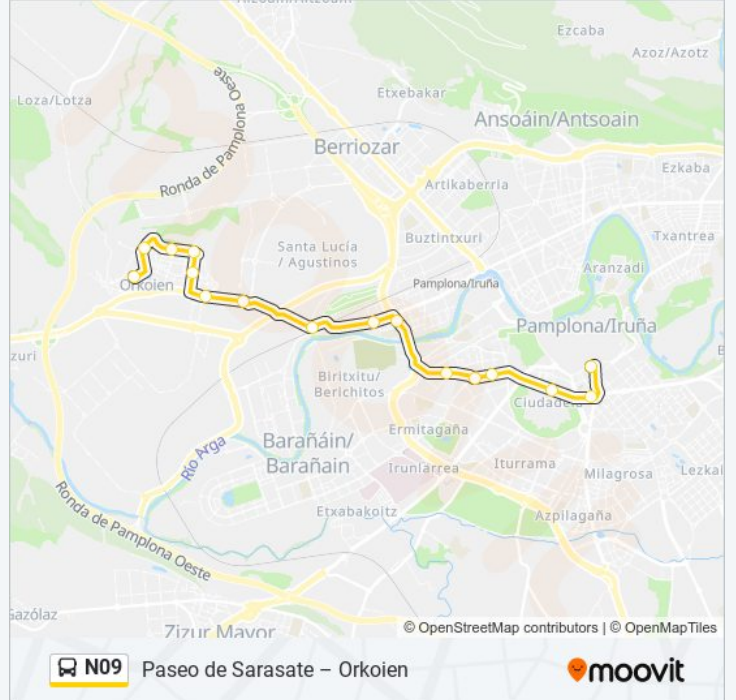 Ezcaba
Azoz/Azotz
Loza/Lotza
Etxebakar
Ronda de Pamplona Oeste
Ansoáin/Antsoain
Berriozar
Ezkaba
Artikaberria
Txantrea
Santa Lucía
/ Agustinos
Buztintxuri
Aranzadi
Orkoien
Pamplona/Iruña
Pamplona/Iruña
zuri
Biritxitu/
Berichitos
Ciudadela
Ermitagaña
Barañáin/
Barañain
Río Arga
Irunlarrea
Iturrama
Milagrosa
Lezkai
Ronda de Pamplona Oeste
Etxabakoitz
Azpilagaña
Gazólaz
Zizur Mayor
© OpenStreetMap contributors | © OpenMapTiles
N09 Paseo de Sarasate – Orkoien
moovit